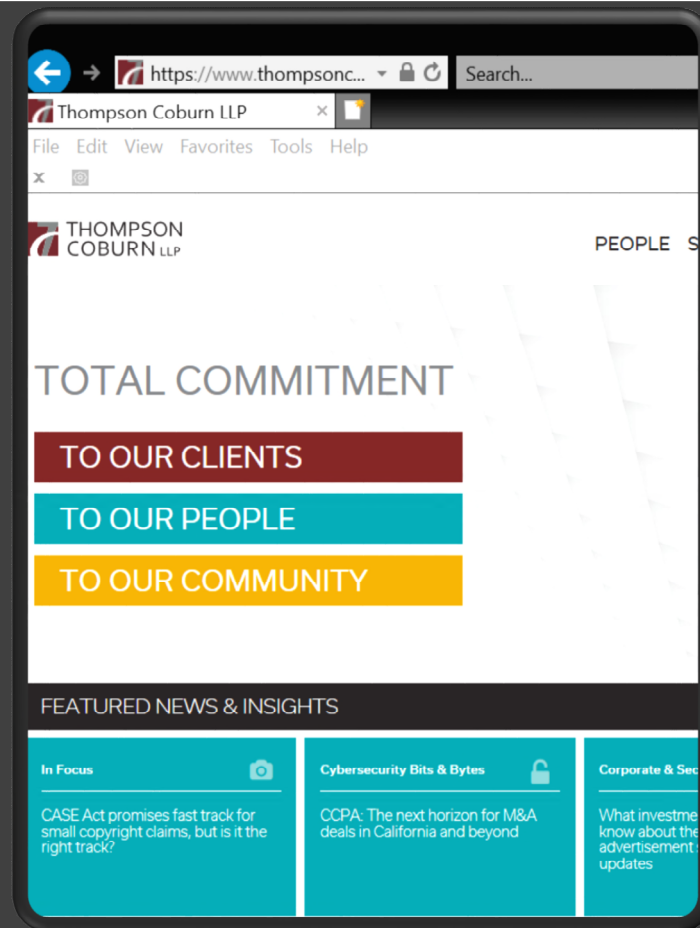 https://www.thompsonc...
Search...
Thompson Coburn LLP
File Edit View Favorites Tools Help
x
THOMPSON
COBURN LLP
PEOPLE S
TOTAL COMMITMENT
TO OUR CLIENTS
TO OUR PEOPLE
TO OUR COMMUNITY
FEATURED NEWS & INSIGHTS
In Focus
CASE Act promises fast track for
small copyright claims, but is it the
right track?
Cybersecurity Bits & Bytes
CCPA: The next horizon for M&A
deals in California and beyond
Corporate & Sec
What investme
know about the
advertisement
updates